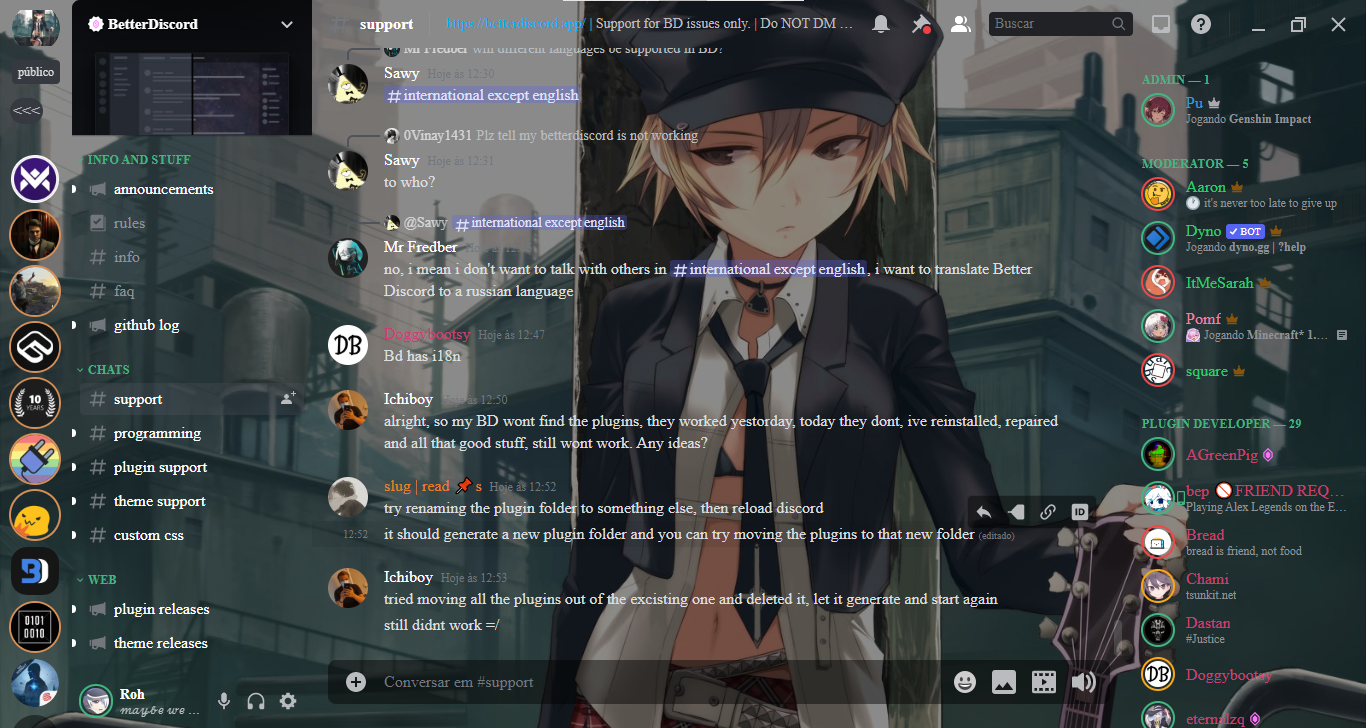 BetterDiscord
support
https://betterdiscord.app/ | Support for BD issues only. | Do NOT DM …
Buscar
público
<<<
INFO AND STUFF
announcements
rules
info
faq
github log
CHATS
support
programming
plugin support
theme support
custom css
WEB
plugin releases
theme releases
10
YEARS
0101
0010
Roh
maybe we ...
Mr Fredber will different languages be supported in BD?
Sawy Hoje às 12:30
#international except english
0Vinay1431 Plz tell my betterdiscord is not working
Sawy Hoje às 12:31
to who?
@Sawy #international except english
Mr Fredber
no, i mean i don't want to talk with others in #international except english, i want to translate Better
Discord to a russian language
DB
Doggybootsy Hoje às 12:47
Bd has i18n
Ichiboy Hoje às 12:50
alright, so my BD wont find the plugins, they worked yestorday, today they dont, ive reinstalled, repaired
and all that good stuff, still wont work. Any ideas?
slug | read 📌 s Hoje às 12:52
try renaming the plugin folder to something else, then reload discord
12:52 it should generate a new plugin folder and you can try moving the plugins to that new folder (editado)
ID
Ichiboy Hoje às 12:53
tried moving all the plugins out of the excisting one and deleted it, let it generate and start again
still didnt work =/
Conversar em #support
ADMIN — 1
Pu
Jogando Genshin Impact
MODERATOR — 5
Aaron
it's never too late to give up
Dyno ✓ BOT
Jogando dyno.gg | ?help
ItMeSarah
Pomf
Jogando Minecraft* 1....
square
PLUGIN DEVELOPER — 29
AGreenPig
bep 🚫 FRIEND REQ...
Playing Alex Legends on the E...
Bread
bread is friend, not food
Chami
tsunkit.net
Dastan
#Justice
DB
Doggybootsy
eternalzq